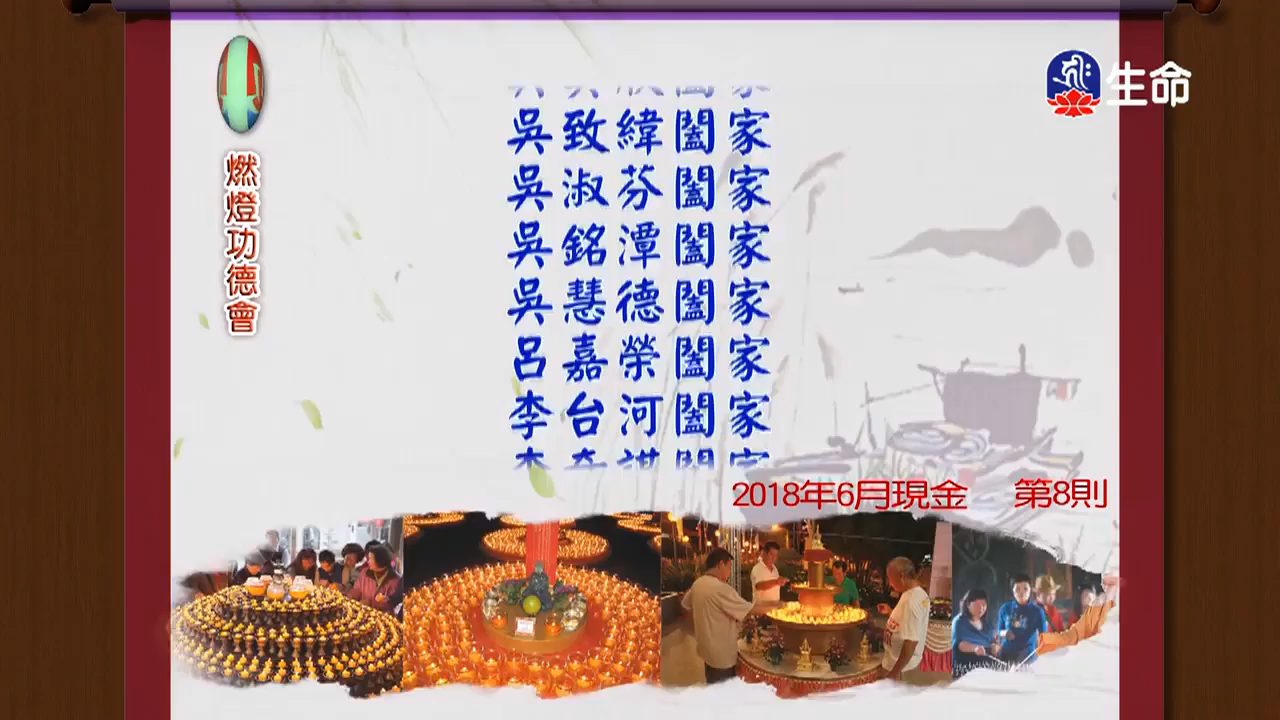 生命
燃燈功德會
吳致緯闔家
吳淑芬闔家
吳銘潭闔家
吳慧德闔家
呂嘉榮闔家
李台河闔家
2018年6月現金 第8則